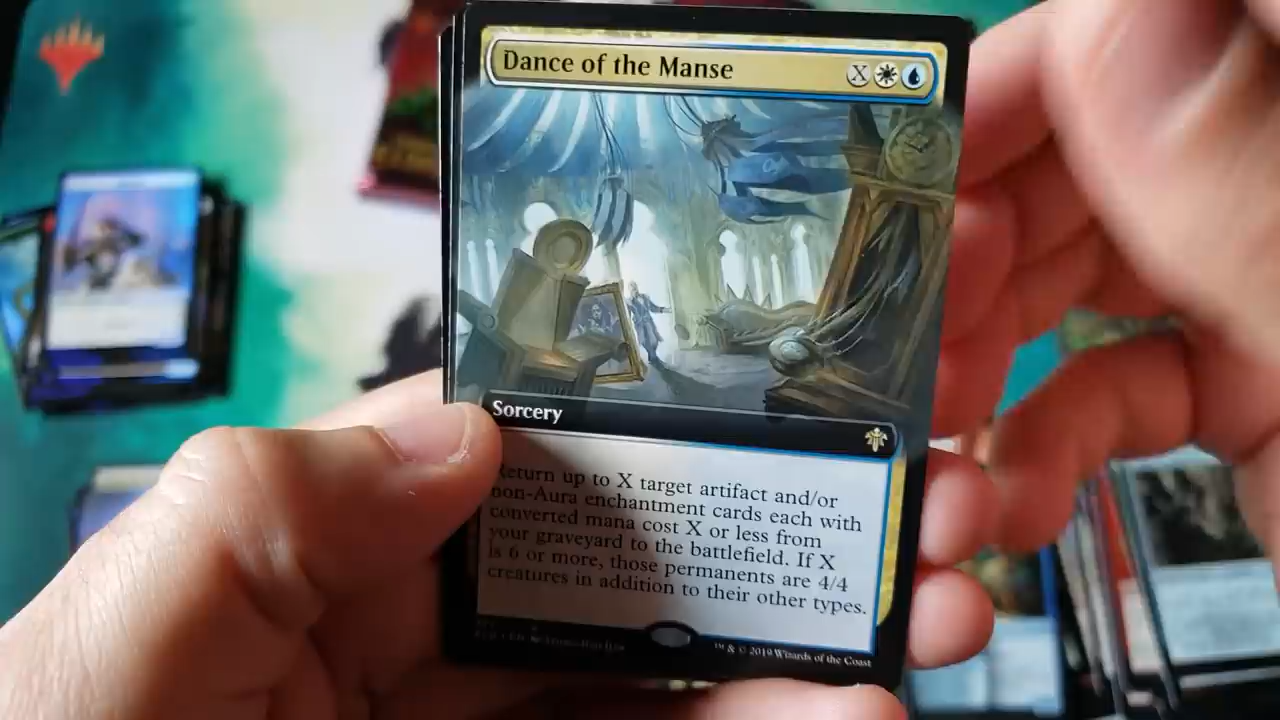 Dance of the Manse
X
Sorcery
Return up to X target artifact and/or
non-Aura enchantment cards each with
converted mana cost X or less from
your graveyard to the battlefield. If X
is 6 or more, those permanents are 4/4
creatures in addition to their other types.
™ & © 2019 Wizards of the Coast